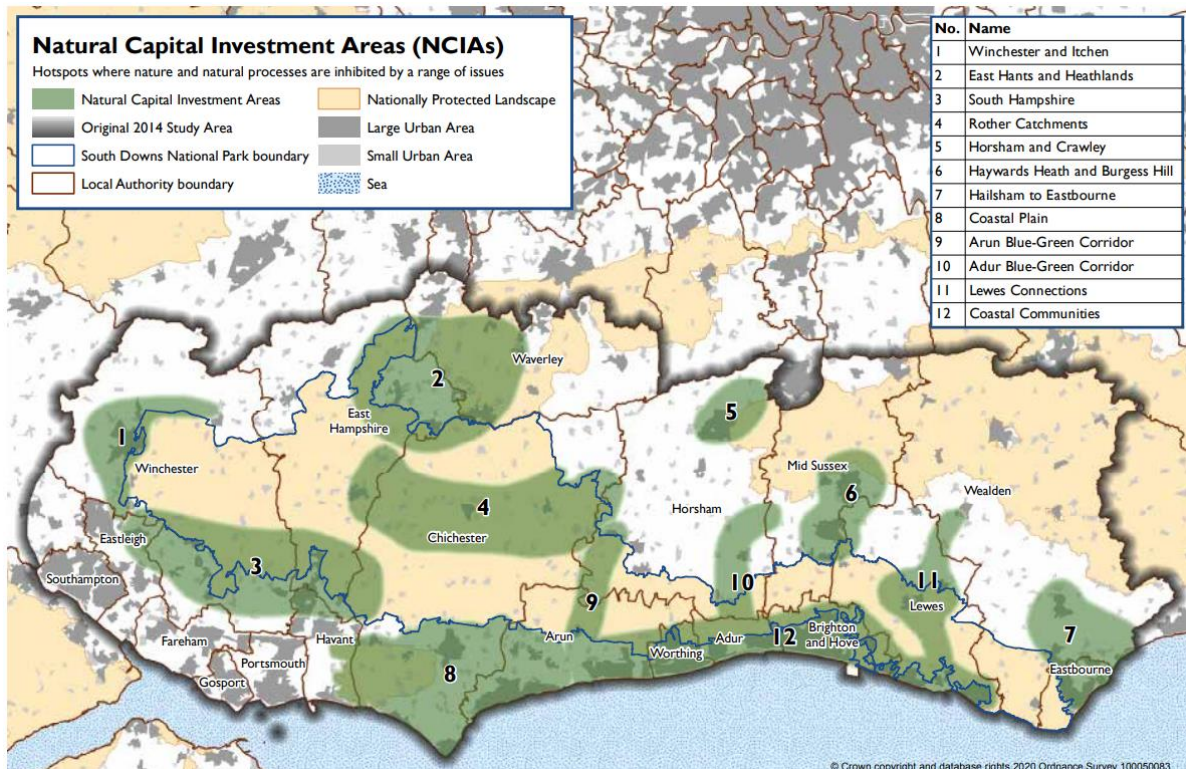 Natural Capital Investment Areas (NCIAs)
Hotspots where nature and natural processes are inhibited by a range of issues
Natural Capital Investment Areas
Nationally Protected Landscape
Original 2014 Study Area
Large Urban Area
South Downs National Park boundary
Small Urban Area
Local Authority boundary
Sea
No. Name
1 Winchester and Itchen
2 East Hants and Heathlands
3 South Hampshire
4 Rother Catchments
5 Horsham and Crawley
6 Haywards Heath and Burgess Hill
7 Hailsham to Eastbourne
8 Coastal Plain
9 Arun Blue-Green Corridor
10 Adur Blue-Green Corridor
11 Lewes Connections
12 Coastal Communities
Waverley
2
East
Hampshire
5
1
Winchester
Mid Sussex
6
Wealden
4
Horsham
Chichester
Eastleigh
3
Southampton
10
11
9
Lewes
Fareham
Havant
Arun
Adur
12
Brighton
and Hove
7
Worthing
Portsmouth
8
Eastbourne
Gosport
© Crown copyright and database rights 2020 Ordnance Survey 100050083